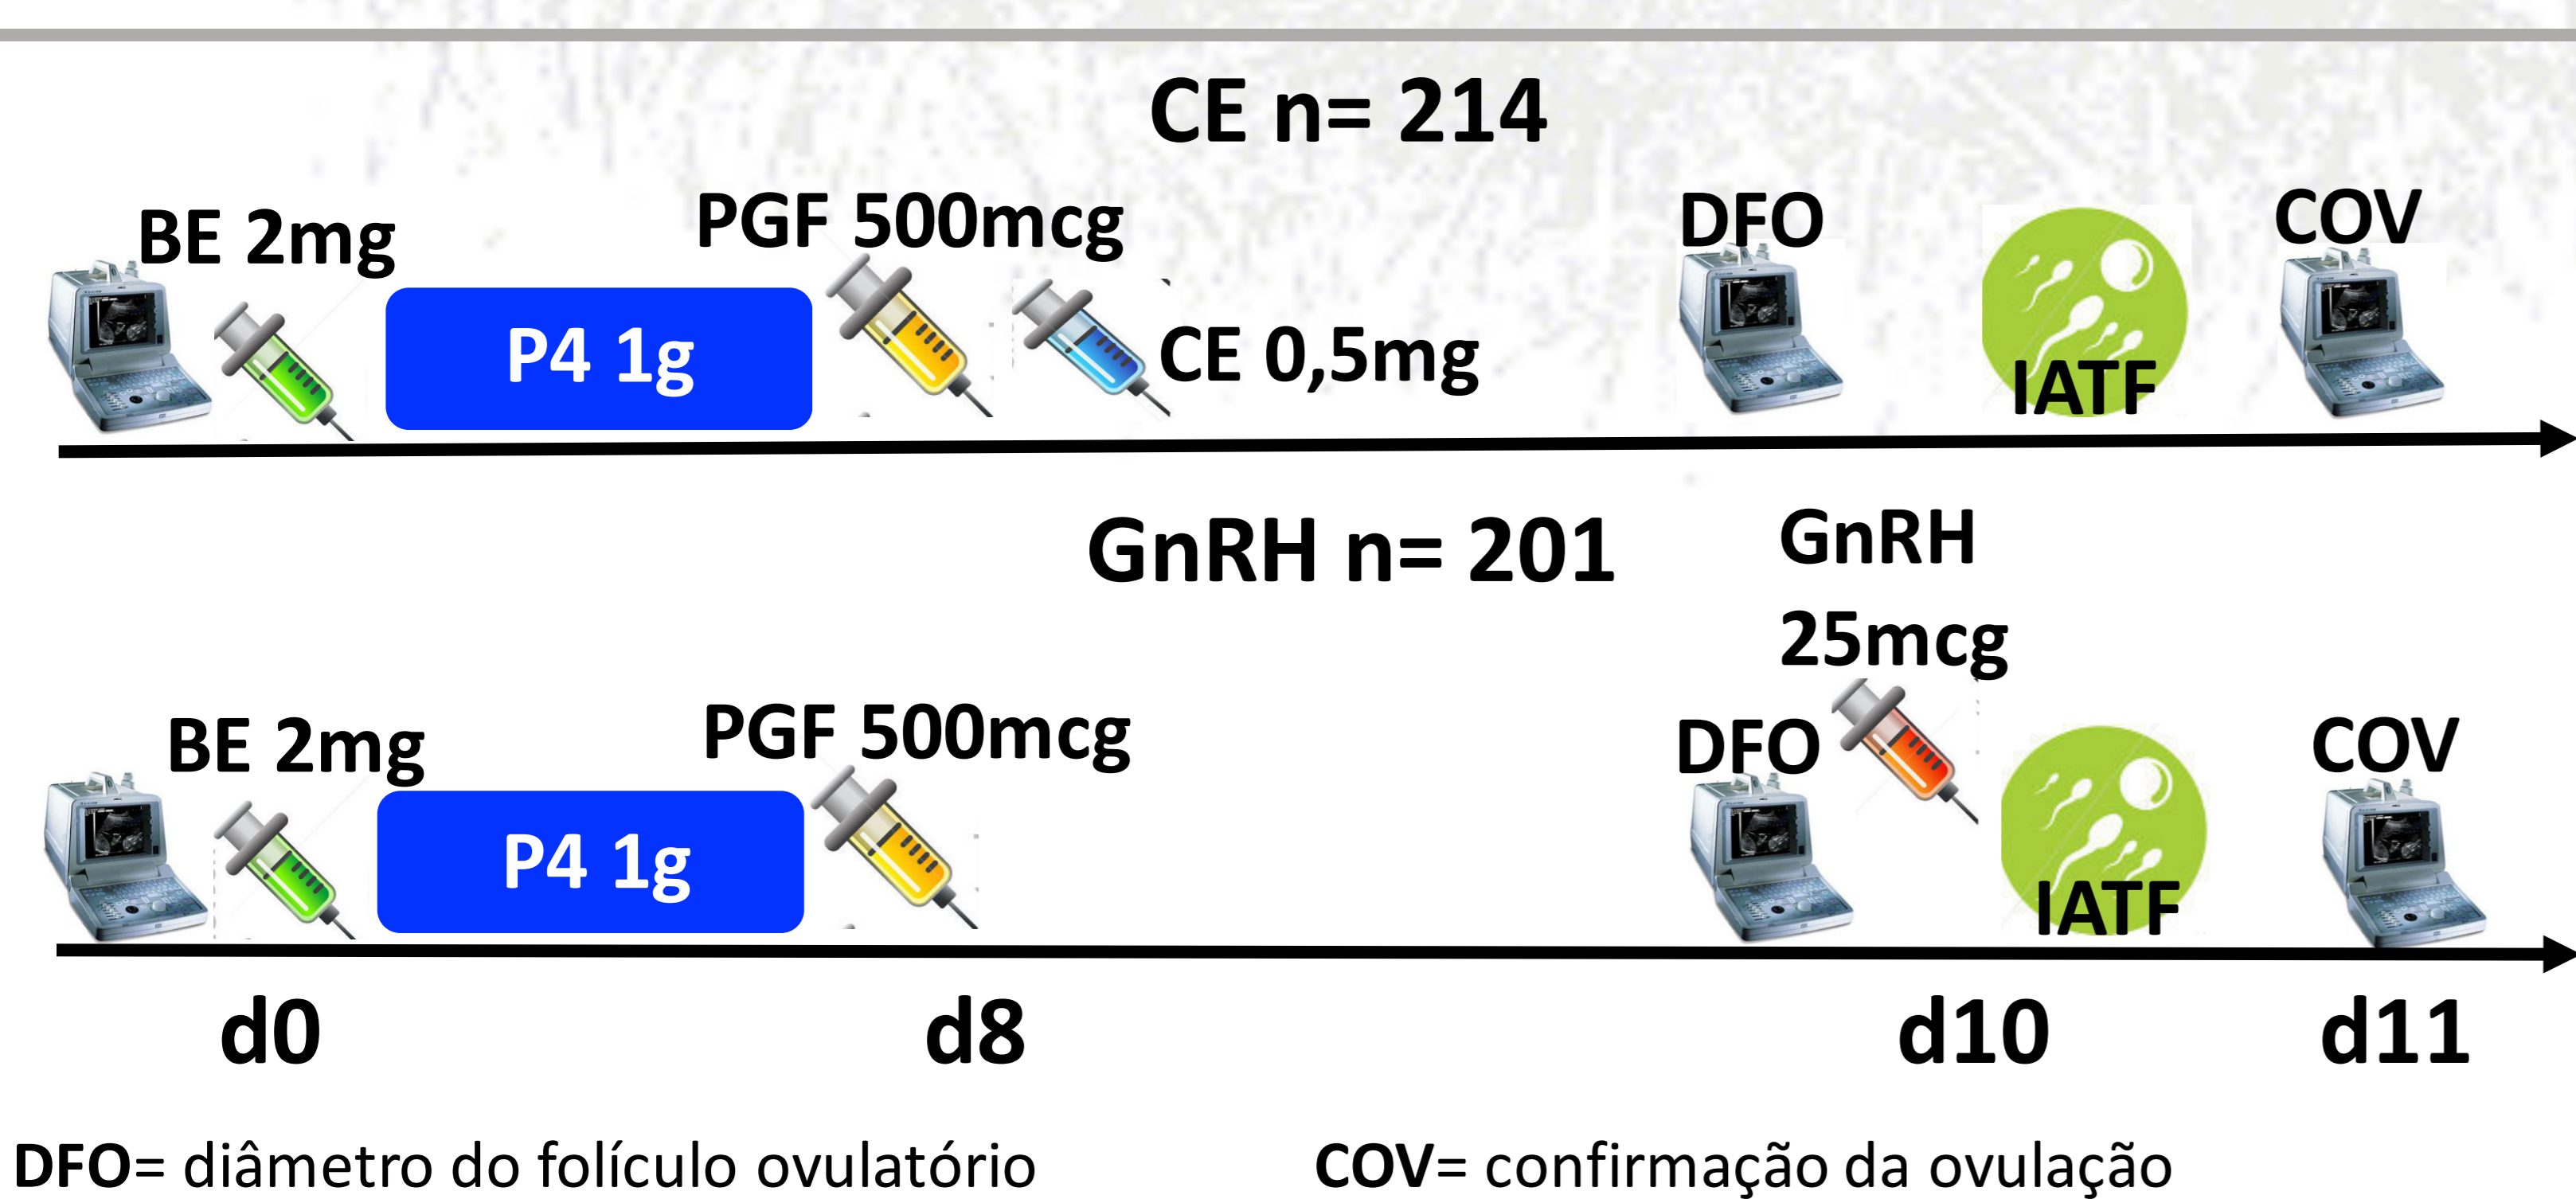 CE n= 214
BE 2mg
PGF 500mcg
DFO
COV
P4 1g
CE 0,5mg
IATF
GnRH n= 201
GnRH
25mcg
BE 2mg
PGF 500mcg
DFO
COV
P4 1g
IATF
d0
d8
d10
d11
DFO= diâmetro do folículo ovulatório
COV= confirmação da ovulação